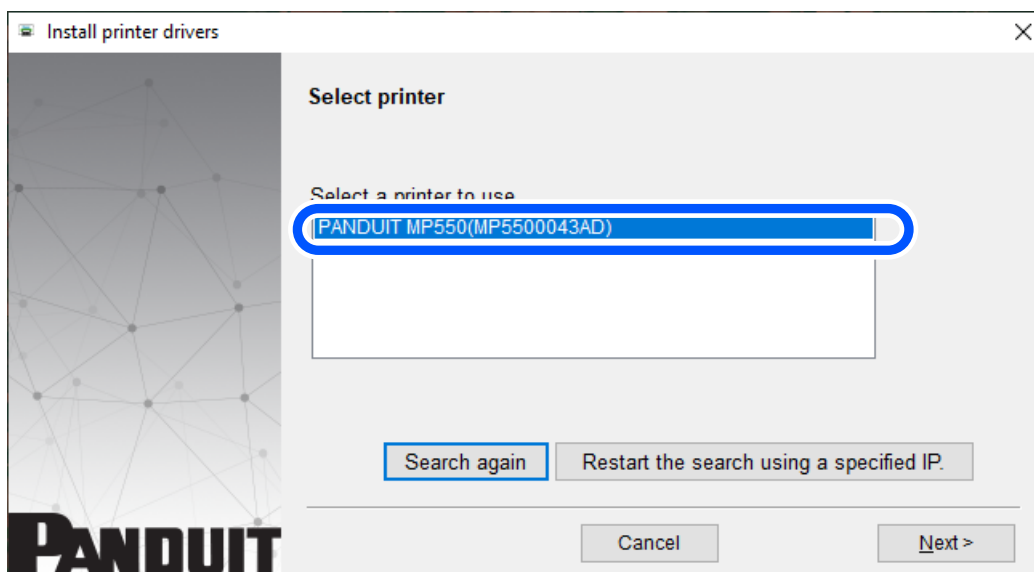 Install printer drivers
Select printer
Select a printer to use
PANDUIT MP550(MP5500043AD)
Search again
Restart the search using a specified IP.
PANDUIT
Cancel
Next >